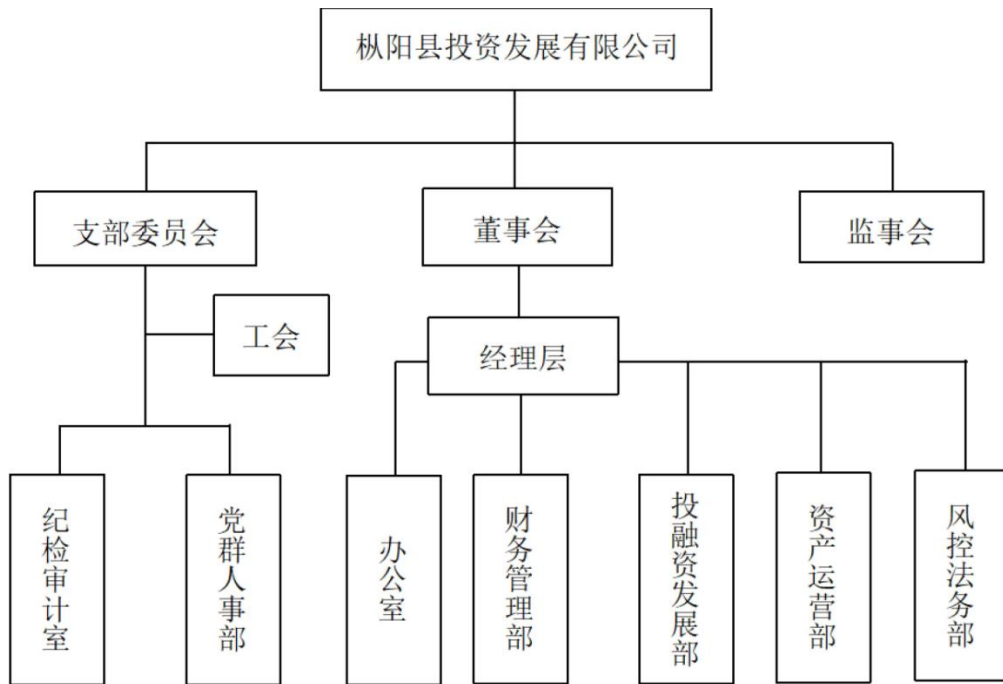 枞阳县投资发展有限公司
支部委员会
董事会
监事会
工会
经理层
纪检审计室
党群人事部
办公室
财务管理部
投融资发展部
资产运营部
风控法务部